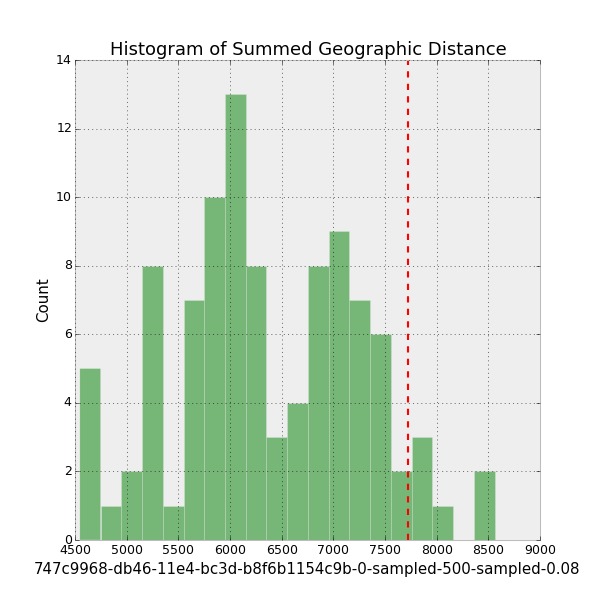 Histogram of Summed Geographic Distance
14
12
10
8
6
4
2
0
Count
4500 5000 5500 6000 6500 7000 7500 8000 8500 9000
747c9968-db46-11e4-bc3d-b8f6b1154c9b-0-sampled-500-sampled-0.08